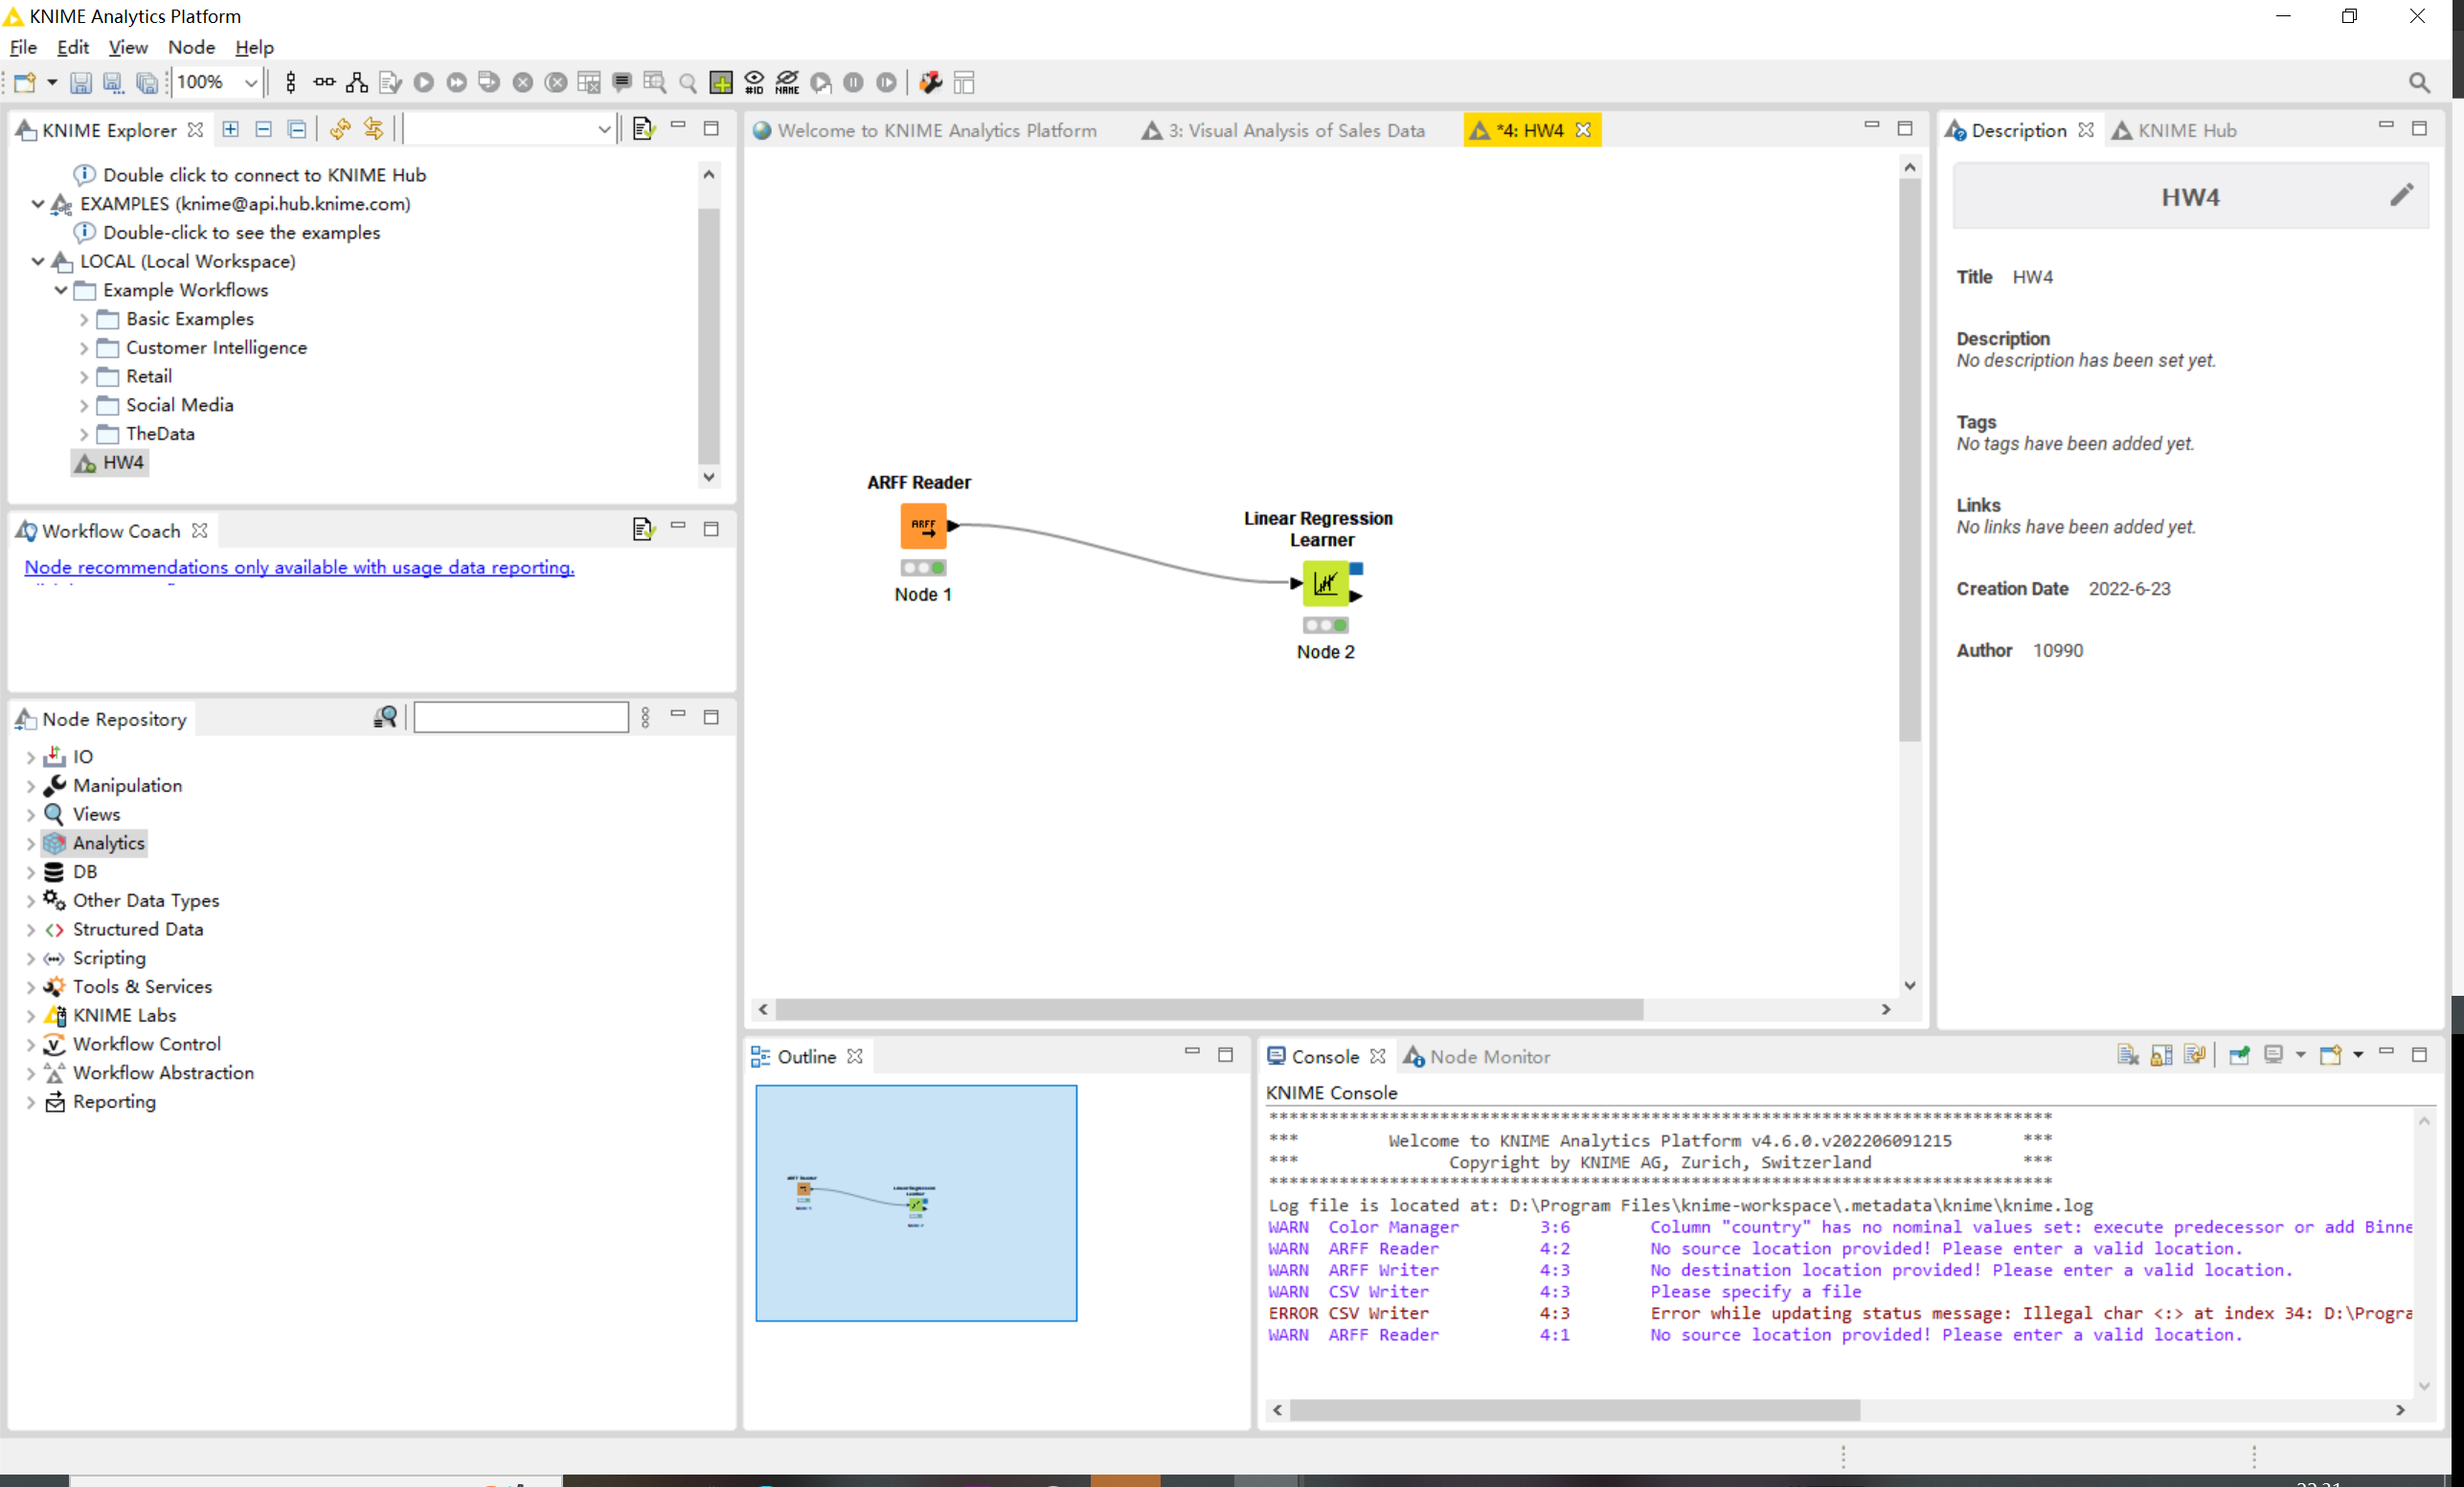 KNIME Analytics Platform
File Edit View Node Help
100%
#ID
NAME
KNIME Explorer
Double click to connect to KNIME Hub
EXAMPLES (knime@api.hub.knime.com)
Double-click to see the examples
LOCAL (Local Workspace)
Example Workflows
Basic Examples
Customer Intelligence
Retail
Social Media
TheData
HW4
Workflow Coach
Node recommendations only available with usage data reporting.
Node Repository
IO
Manipulation
Views
Analytics
DB
Other Data Types
Structured Data
Scripting
Tools & Services
KNIME Labs
Workflow Control
Workflow Abstraction
Reporting
Welcome to KNIME Analytics Platform
3: Visual Analysis of Sales Data
*4: HW4
ARFF Reader
ARFF
Node 1
Linear Regression
Learner
Node 2
Description
KNIME Hub
HW4
Title HW4
Description
No description has been set yet.
Tags
No tags have been added yet.
Links
No links have been added yet.
Creation Date 2022-6-23
Author 10990
Outline
Console
Node Monitor
KNIME Console
*** Welcome to KNIME Analytics Platform v4.6.0.v202206091215 ***
*** Copyright by KNIME AG, Zurich, Switzerland ***
Log file is located at: D:\Program Files\knime-workspace\.metadata\knime\knime.log
WARN Color Manager 3:6 Column "country" has no nominal values set: execute predecessor or add Binne
WARN ARFF Reader 4:2 No source location provided! Please enter a valid location.
WARN ARFF Writer 4:3 No destination location provided! Please enter a valid location.
WARN CSV Writer 4:3 Please specify a file
ERROR CSV Writer 4:3 Error while updating status message: Illegal char <:> at index 34: D:\Progra
WARN ARFF Reader 4:1 No source location provided! Please enter a valid location.